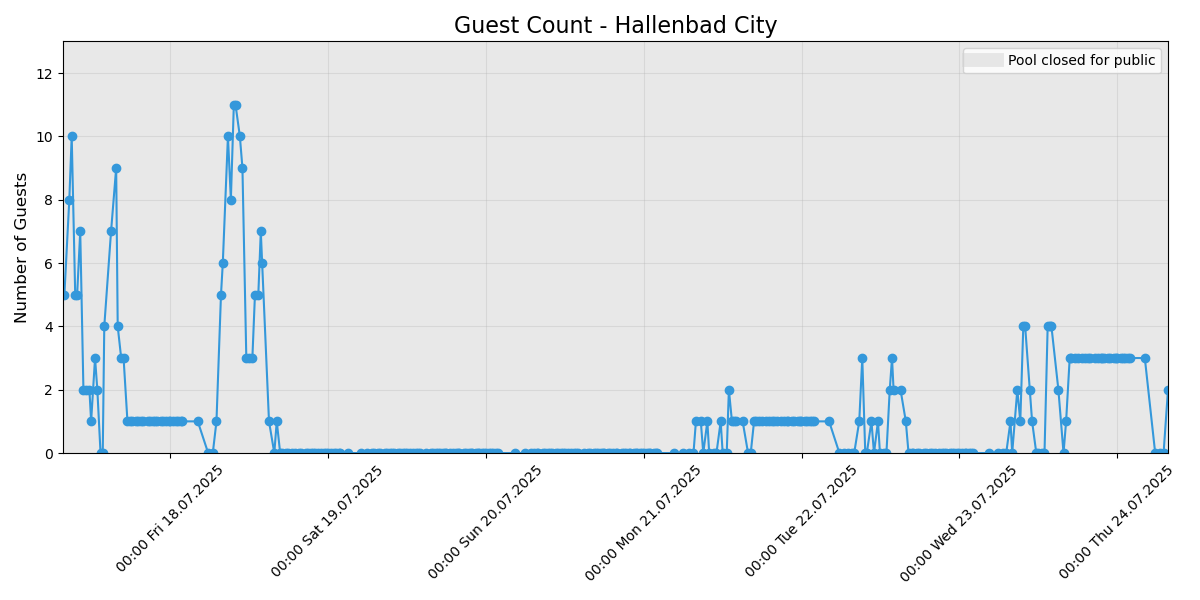 Guest Count - Hallenbad City
Pool closed for public
Number of Guests
12
10
8
6
4
2
0
00:00 Fri 18.07.2025
00:00 Sat 19.07.2025
00:00 Sun 20.07.2025
00:00 Mon 21.07.2025
00:00 Tue 22.07.2025
00:00 Wed 23.07.2025
00:00 Thu 24.07.2025